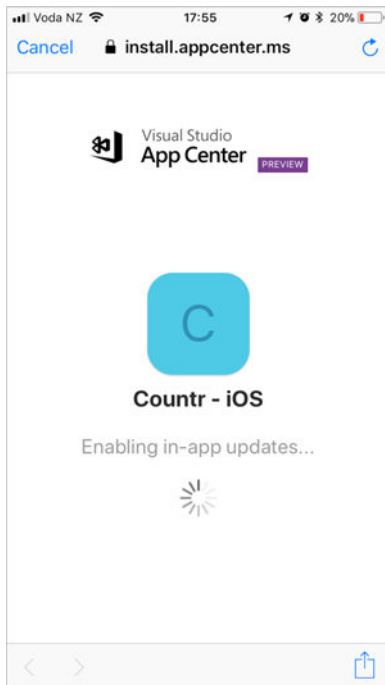 Voda NZ 17:55 20%
Cancel install.appcenter.ms
Visual Studio
App Center PREVIEW
C
Countr - iOS
Enabling in-app updates...